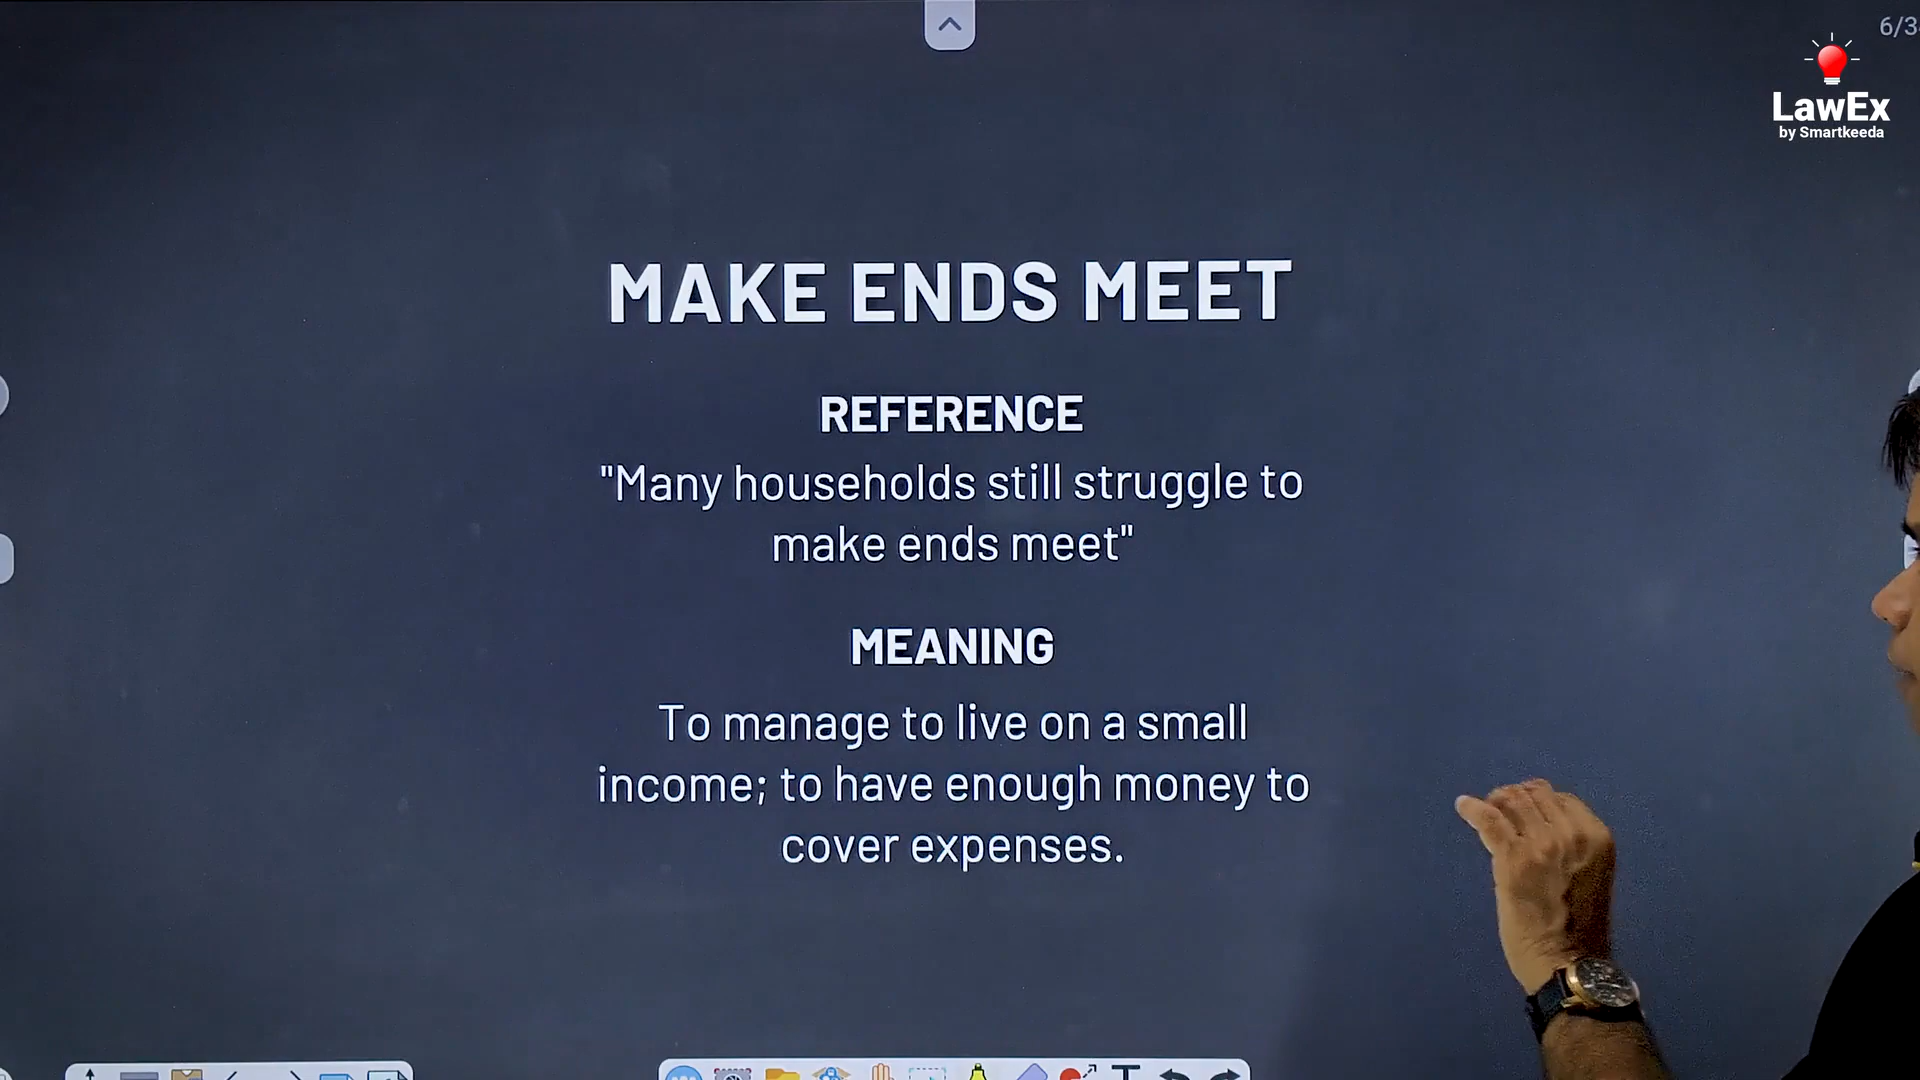 6/3
LawEx
by Smartkeeda
MAKE ENDS MEET
REFERENCE
"Many households still struggle to
make ends meet"
MEANING
To manage to live on a small
income; to have enough money to
cover expenses.
T